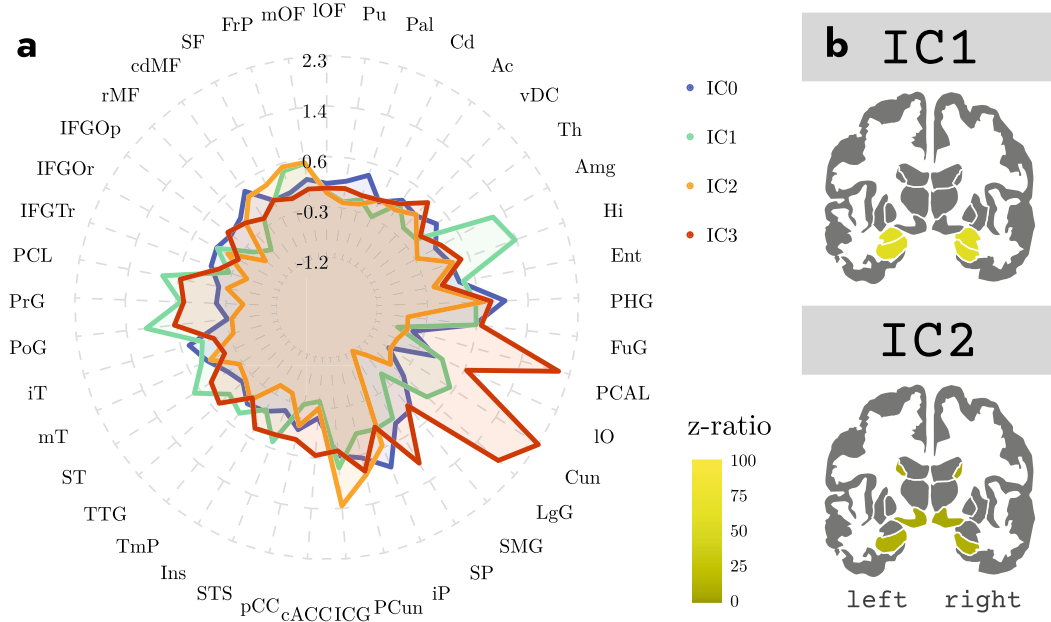 a
lOF
Pu
Pal
Cd
Ac
vDC
Th
Amg
Hi
Ent
PHG
FuG
PCAL
lO
Cun
LgG
SMG
SP
iP
PCun
ICG
cACC
pCC
STS
Ins
TmP
TTG
ST
mT
iT
PoG
PrG
PCL
IFGTr
IFGOr
IFGOp
rMF
cdMF
SF
FrP
mOF
2.3
1.4
0.6
-0.3
-1.2
IC0
IC1
IC2
IC3
z-ratio
100
75
50
25
0
b
IC1
IC2
left right